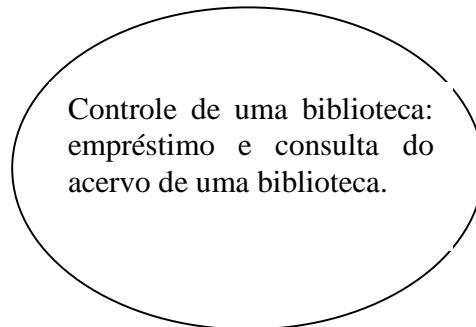 Controle de uma biblioteca:
empréstimo e consulta do
acervo de uma biblioteca.